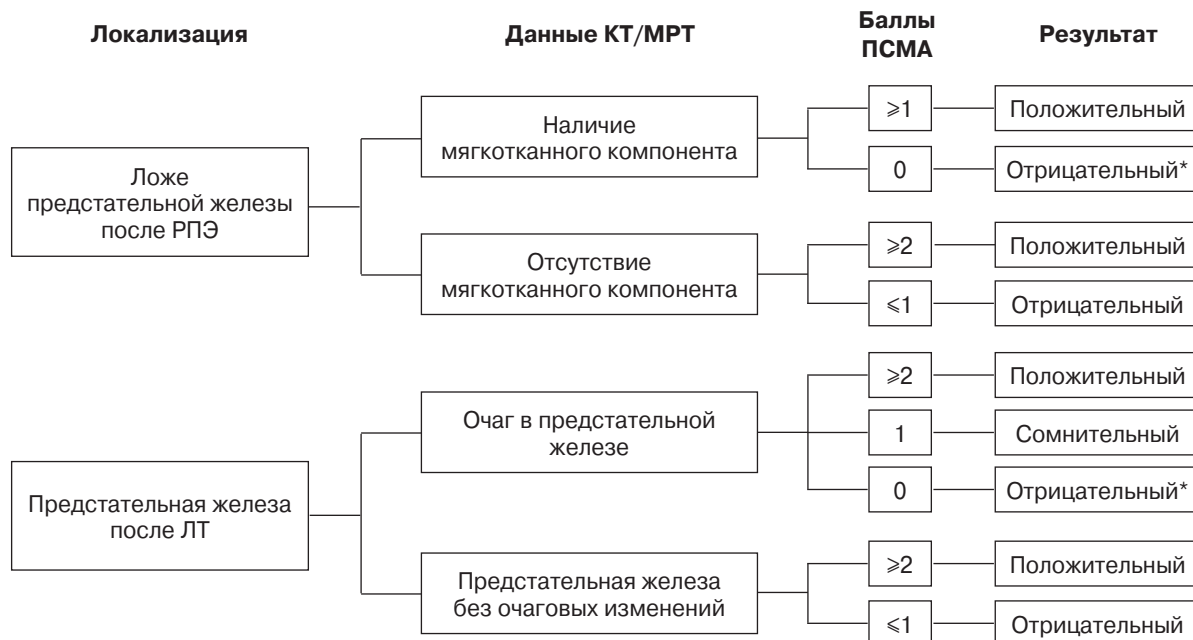 Локализация
Данные КТ/МРТ
Баллы
ПСМА
Результат
Ложе
предстательной железы
после РПЭ
Наличие
мягкотканного компонента
⩾1
Положительный
0
Отрицательный*
Отсутствие
мягкотканного компонента
⩾2
Положительный
⩽1
Отрицательный
Предстательная железа
после ЛТ
Очаг в предстательной
железе
⩾2
Положительный
1
Сомнительный
0
Отрицательный*
Предстательная железа
без очаговых изменений
⩾2
Положительный
⩽1
Отрицательный